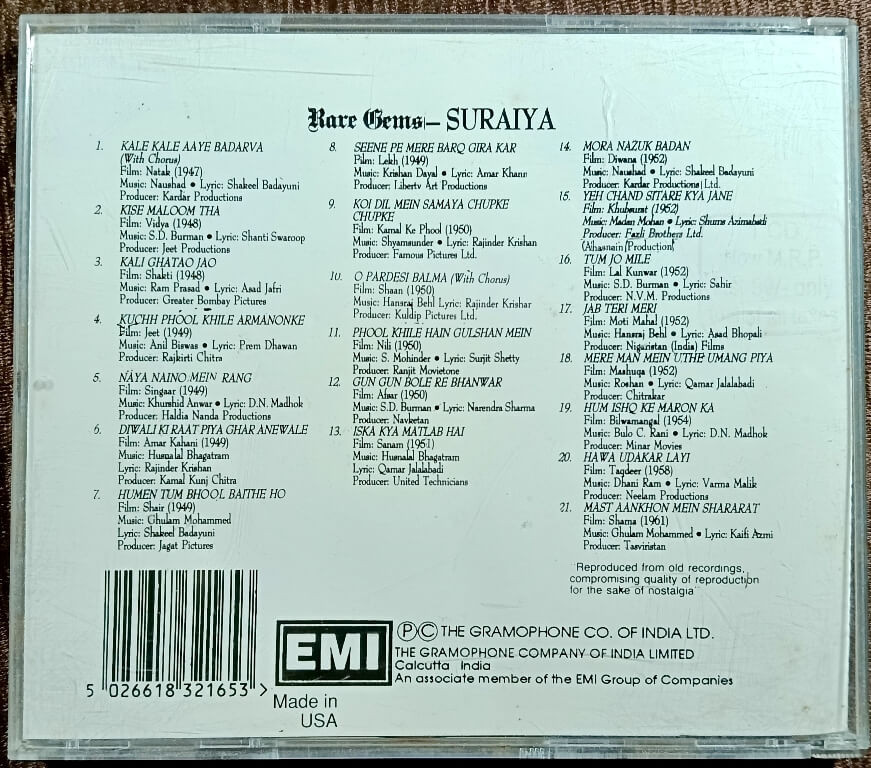 Rare Gems – SURAIYA
1. KALE KALE AAYE BADARVA
(With Chorus)
Film: Natak (1947)
Music: Naushad • Lyric: Shakeel Badayuni
Producer: Kardar Productions
2. KISE MALOOM THA
Film: Vidya (1948)
Music: S.D. Burman • Lyric: Shanti Swaroop
Producer: Jeet Productions
3. KALI GHATAO JAO
Film: Shakti (1948)
Music: Ram Prasad • Lyric: Asad Jafri
Producer: Greater Bombay Pictures
4. KUCHH PHOOL KHILE ARMANONKE
Film: Jeet (1949)
Music: Anil Biswas • Lyric: Prem Dhawan
Producer: Rajkirti Chitra
5. NAYA NAINO MEIN RANG
Film: Singaar (1949)
Music: Khurshid Anwar • Lyric: D.N. Madhok
Producer: Haldia Nanda Productions
6. DIWALI KI RAAT PIYA GHAR ANEWALE
Film: Amar Kahani (1949)
Music: Husnalal Bhagatram
Lyric: Rajinder Krishan
Producer: Kamal Kunj Chitra
7. HUMEN TUM BHOOL BAITHE HO
Film: Shair (1949)
Music: Ghulam Mohammed
Lyric: Shakeel Badayuni
Producer: Jagat Pictures
8. SEENE PE MERE BARQ GIRA KAR
Film: Lekh (1949)
Music: Krishan Dayal • Lyric: Amar Khann
Producer: Liberty Art Productions
9. KOI DIL MEIN SAMAYA CHUPKE
CHUPKE
Film: Kamal Ke Phool (1950)
Music: Shyamsunder • Lyric: Rajinder Krishan
Producer: Famous Pictures Ltd.
10. O PARDESI BALMA (With Chorus)
Film: Shaan (1950)
Music: Hansraj Behl Lyric: Rajinder Krishar
Producer: Kuldip Pictures Ltd.
11. PHOOL KHILE HAIN GULSHAN MEIN
Film: Nili (1950)
Music: S. Mohinder • Lyric: Surjit Shetty
Producer: Ranjit Movietone
12. GUN GUN BOLE RE BHANWAR
Film: Afsar (1950)
Music: S.D. Burman • Lyric: Narendra Sharma
Producer: Navketan
13. ISKA KYA MATLAB HAI
Film: Sanam (1951)
Music: Husnalal Bhagatram
Lyric: Qamar Jalalabadi
Producer: United Technicians
14. MORA NAZUK BADAN
Film: Diwana (1952)
Music: Naushad • Lyric: Shakeel Badayuni
Producer: Kardar Productions Ltd.
15. YEH CHAND SITARE KYA JANE
Film: Khubsurat (1952)
Music: Madan Mohan • Lyric: Shums Azimabadi
Producer: Fazli Brothers Ltd.
(Alhasnain Production)
16. TUM JO MILE
Film: Lal Kunwar (1952)
Music: S.D. Burman • Lyric: Sahir
Producer: N.V.M. Productions
17. JAB TERI MERI
Film: Moti Mahal (1952)
Music: Hansraj Behl • Lyric: Asad Bhopali
Producer: Nigaristan (India) Films
18. MERE MAN MEIN UTHE UMANG PIYA
Film: Mashuqa (1952)
Music: Roshan • Lyric: Qamar Jalalabadi
Producer: Chitrakar
19. HUM ISHQ KE MARON KA
Film: Bilwamangal (1954)
Music: Bulo C. Rani • Lyric: D.N. Madhok
Producer: Minar Movies
20. HAWA UDAKAR LAYI
Film: Taqdeer (1958)
Music: Dhani Ram • Lyric: Varma Malik
Producer: Neelam Productions
21. MAST AANKHON MEIN SHARARAT
Film: Shama (1961)
Music: Ghulam Mohammed • Lyric: Kaifi Azmi
Producer: Tasviristan
"Reproduced from old recordings,
compromising quality of reproduction
for the sake of nostalgia"
5 026618 321653 >
EMI
Ⓟ© THE GRAMOPHONE CO. OF INDIA LTD.
THE GRAMOPHONE COMPANY OF INDIA LIMITED
Calcutta India
An associate member of the EMI Group of Companies
Made in
USA